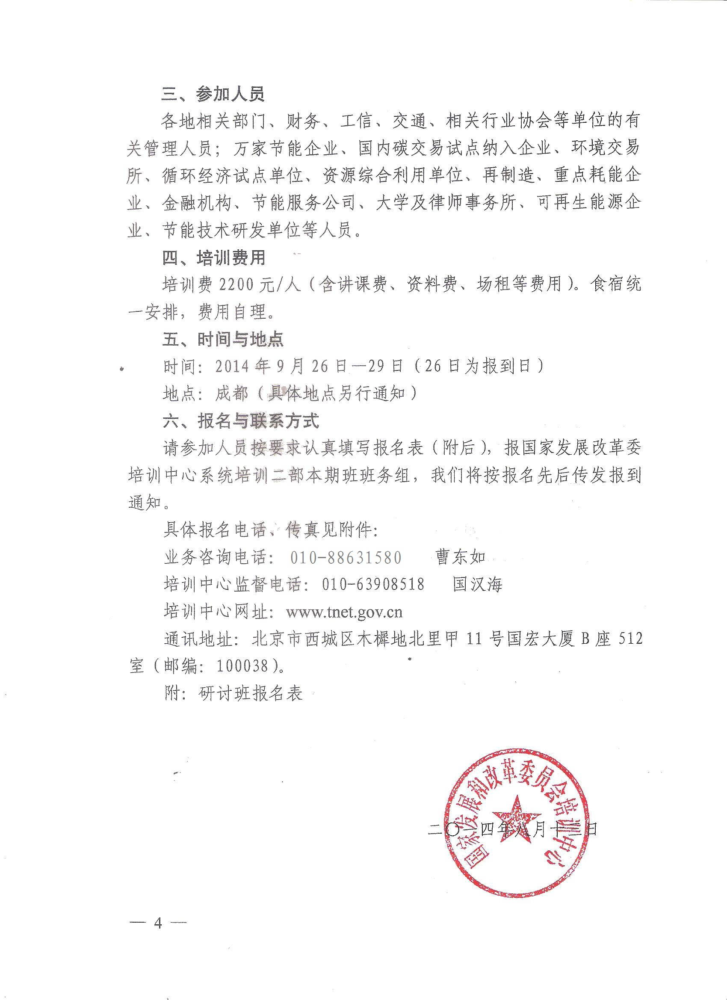 三、参加人员
各地相关部门、财务、工信、交通、相关行业协会等单位的有
关管理人员；万家节能企业、国内碳交易试点纳入企业、环境交易
所、循环经济试点单位、资源综合利用单位、再制造、重点耗能企
业、金融机构、节能服务公司、大学及律师事务所、可再生能源企
业、节能技术研发单位等人员。
四、培训费用
培训费 2200 元/人（含讲课费、资料费、场租等费用）。食宿统
一安排，费用自理。
五、时间与地点
时间：2014 年 9 月 26 日—29 日（26 日为报到日）
地点：成都（具体地点另行通知）
六、报名与联系方式
请参加人员按要求认真填写报名表（附后），报国家发展改革委
培训中心系统培训二部本期班班务组，我们将按报名先后传发报到
通知。
具体报名电话、传真见附件：
业务咨询电话： 010-88631580 曹东如
培训中心监督电话：010-63908518 国汉海
培训中心网址：www.tnet.gov.cn
通讯地址：北京市西城区木樨地北里甲 11 号国宏大厦 B 座 512
室（邮编：100038）。
附：研讨班报名表
国家发展和改革委员会培训中心
二〇一四年八月十三日
— 4 —